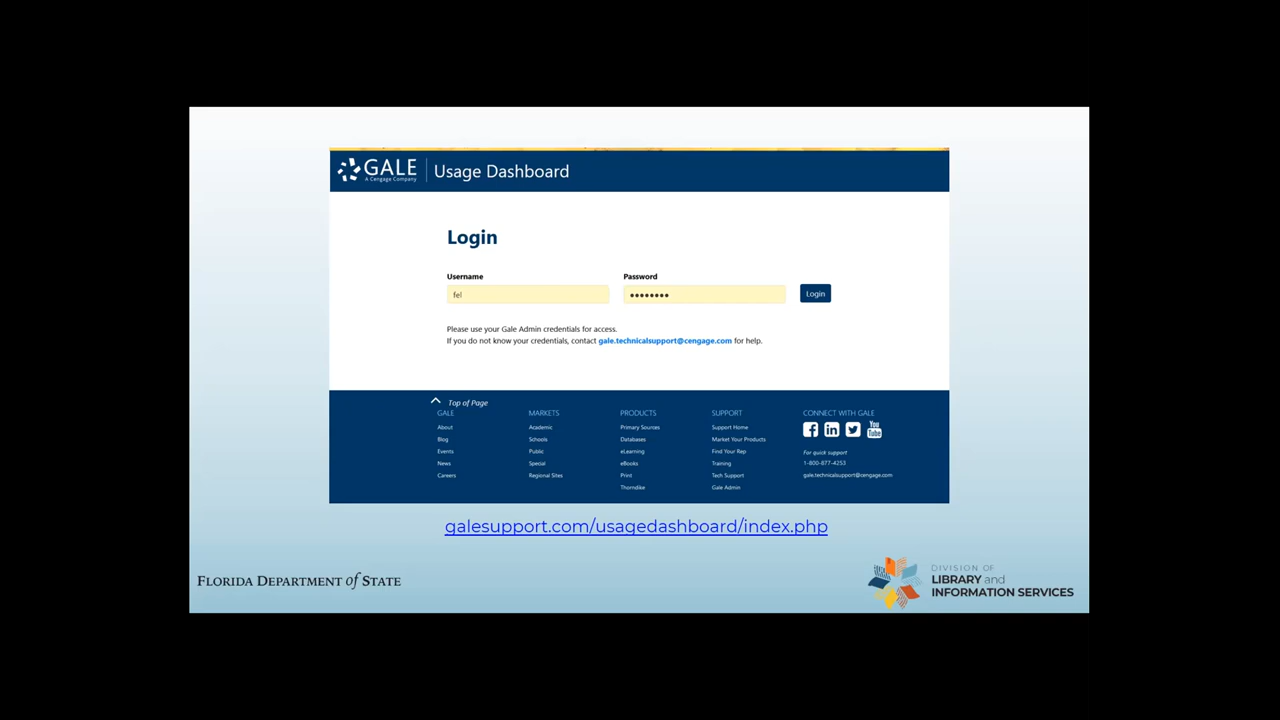 GALE
A Cengage Company
Usage Dashboard
Login
Username
Password
fel
••••••••
Login
Please use your Gale Admin credentials for access.
If you do not know your credentials, contact gale.technicalsupport@cengage.com for help.
Top of Page
GALE
About
Blog
Events
News
Careers
MARKETS
Academic
Schools
Public
Special
Regional Sites
PRODUCTS
Primary Sources
Databases
eLearning
eBooks
Print
Thorndike
SUPPORT
Support Home
Market Your Products
Find Your Rep
Training
Tech Support
Gale Admin
CONNECT WITH GALE
You
Tube
For quick support
1-800-877-4253
gale.technicalsupport@cengage.com
galesupport.com/usagedashboard/index.php
FLORIDA DEPARTMENT of STATE
DIVISION OF
LIBRARY and
INFORMATION SERVICES